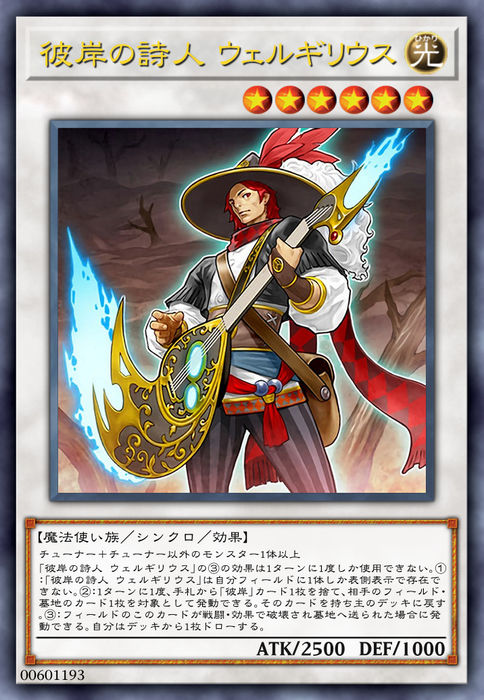 彼岸の詩人 ウェルギリウス
ひかり
光
【魔法使い族／シンクロ／効果】
チューナー＋チューナー以外のモンスター1体以上
「彼岸の詩人 ウェルギリウス」の③の効果は1ターンに1度しか使用できない。①
:「彼岸の詩人 ウェルギリウス」は自分フィールドに1体しか表側表示で存在で
きない。②:1ターンに1度、手札から「彼岸」カード1枚を捨て、相手のフィールド・
墓地のカード1枚を対象として発動できる。そのカードを持ち主のデッキに戻す
。③:フィールドのこのカードが戦闘・効果で破壊され墓地へ送られた場合に発
動できる。自分はデッキから1枚ドローする。
ATK/2500 DEF/1000
00601193